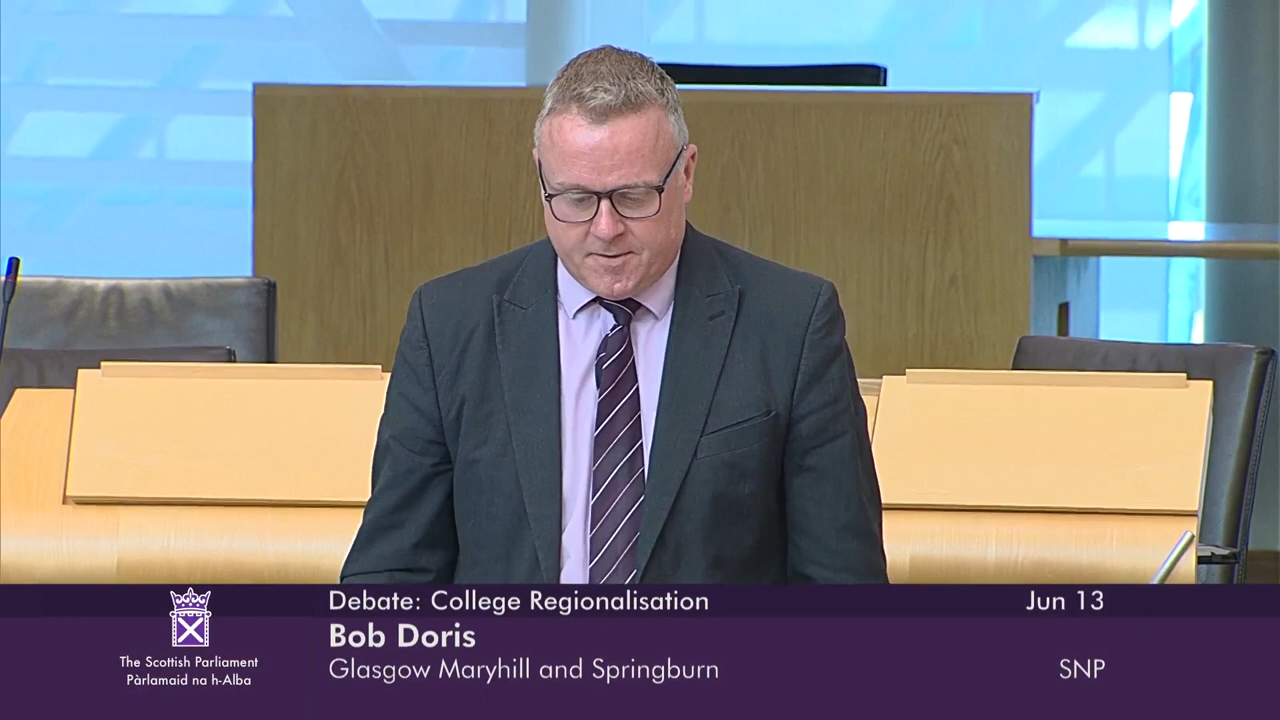 Debate: College Regionalisation
Jun 13
Bob Doris
Glasgow Maryhill and Springburn
SNP
The Scottish Parliament
Pàrlamaid na h-Alba